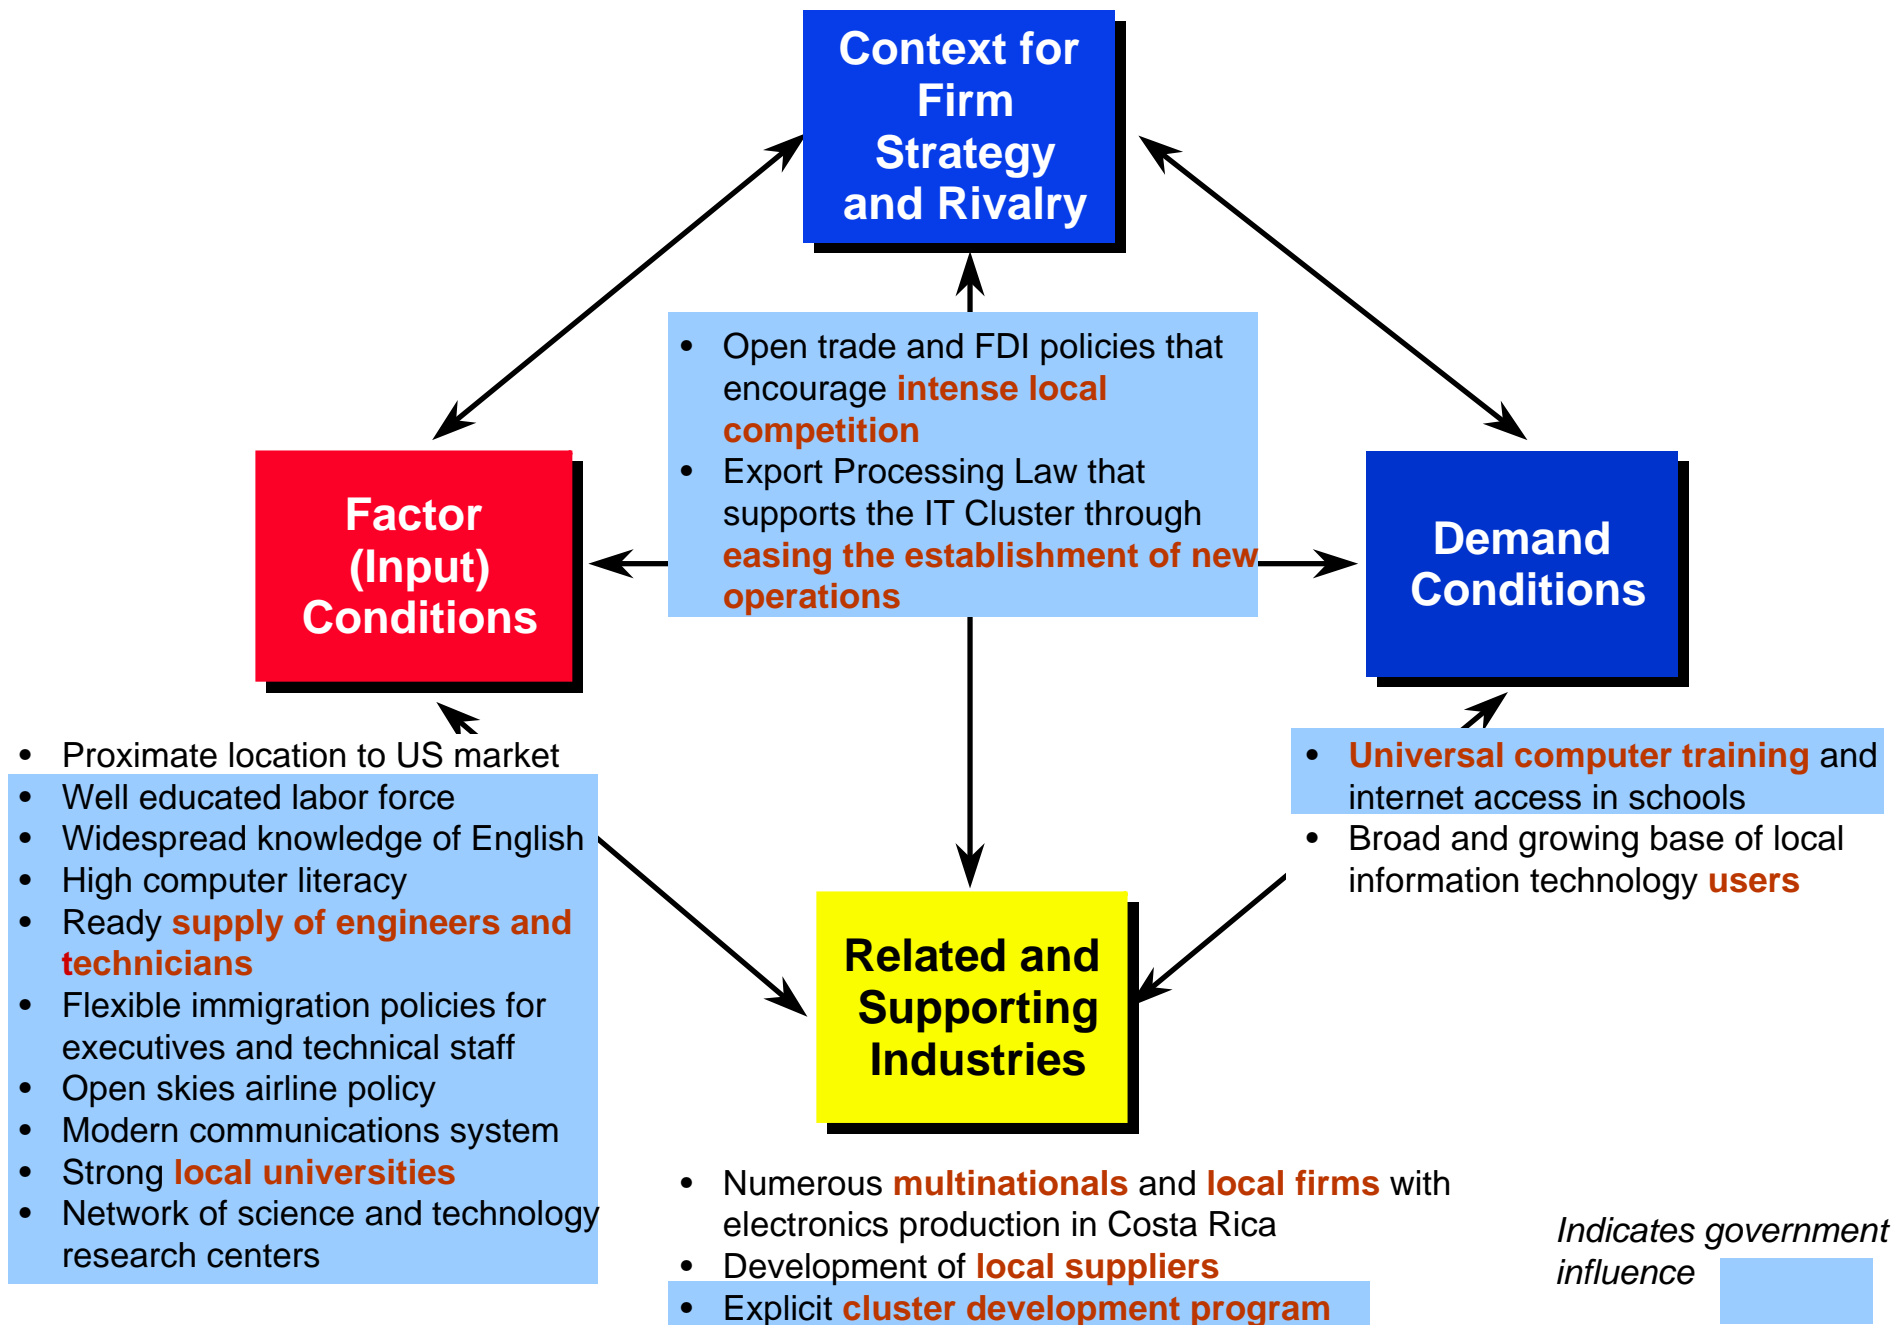 Context for
Firm
Strategy
and Rivalry
• Open trade and FDI policies that
encourage intense local
competition
• Export Processing Law that
supports the IT Cluster through
easing the establishment of new
operations
Factor
(Input)
Conditions
Demand
Conditions
• Proximate location to US market
• Well educated labor force
• Widespread knowledge of English
• High computer literacy
• Ready supply of engineers and
technicians
• Flexible immigration policies for
executives and technical staff
• Open skies airline policy
• Modern communications system
• Strong local universities
• Network of science and technology
research centers
• Universal computer training and
internet access in schools
• Broad and growing base of local
information technology users
Related and
Supporting
Industries
• Numerous multinationals and local firms with
electronics production in Costa Rica
• Development of local suppliers
• Explicit cluster development program
Indicates government
influence